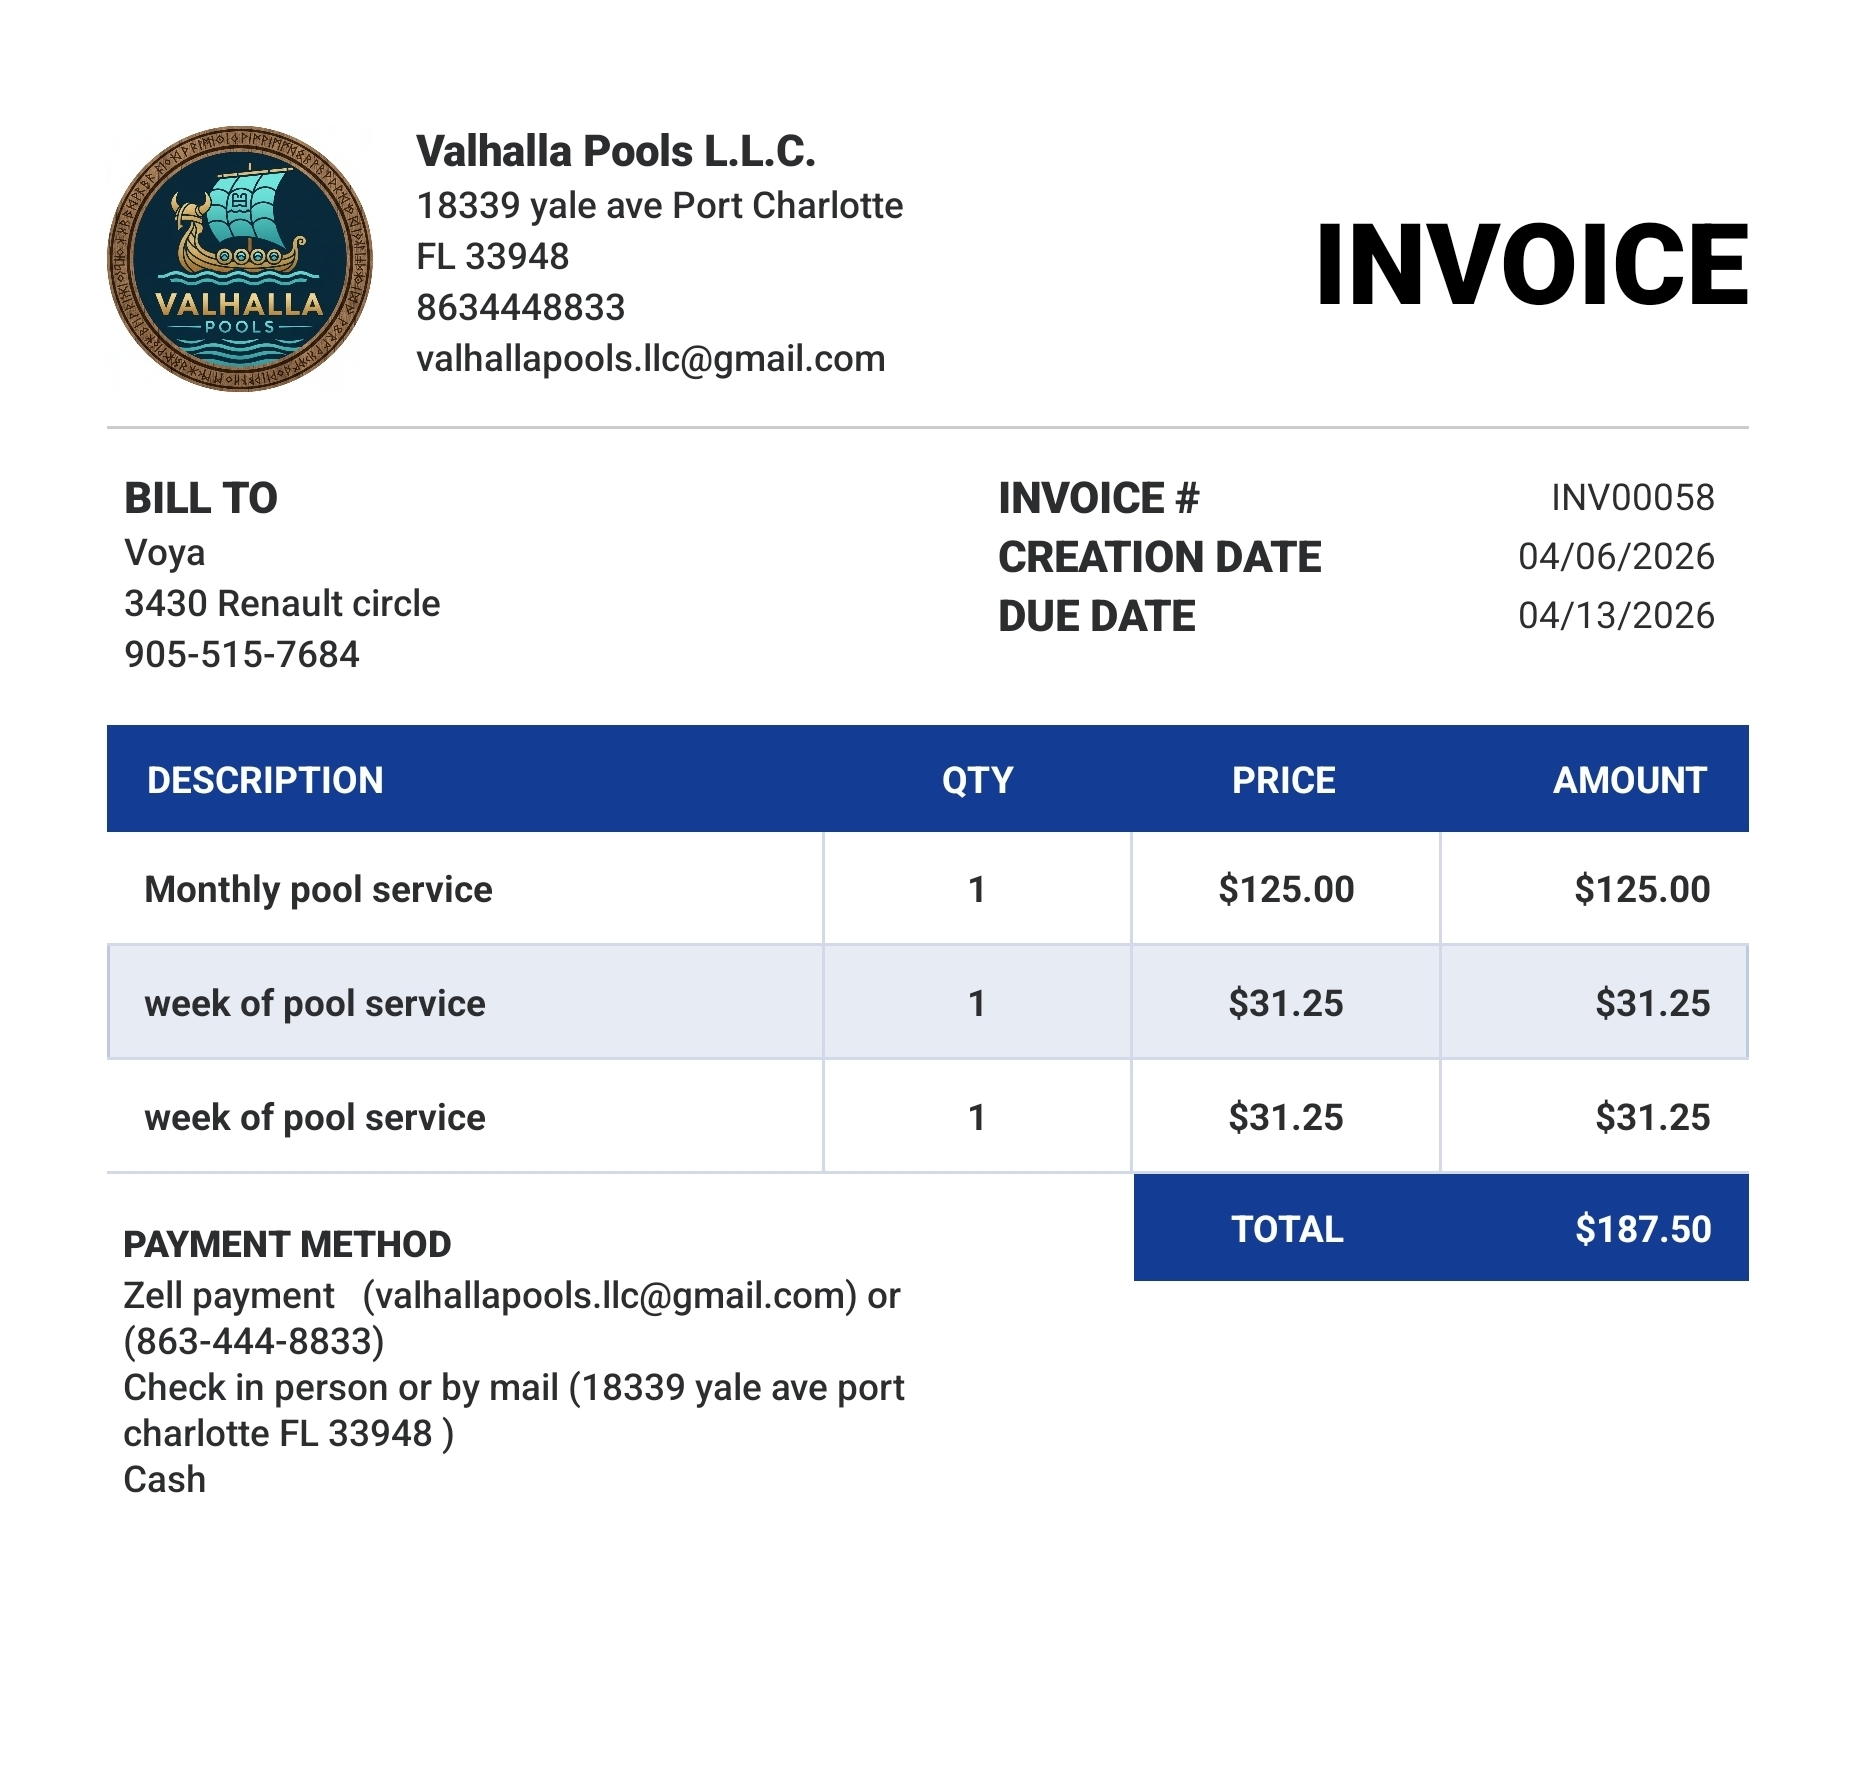 VALHALLA
POOLS
Valhalla Pools L.L.C.
18339 yale ave Port Charlotte
FL 33948
8634448833
valhallapools.llc@gmail.com
INVOICE
BILL TO
Voya
3430 Renault circle
905-515-7684
INVOICE # INV00058
CREATION DATE 04/06/2026
DUE DATE 04/13/2026
DESCRIPTION QTY PRICE AMOUNT
Monthly pool service 1 $125.00 $125.00
week of pool service 1 $31.25 $31.25
week of pool service 1 $31.25 $31.25
TOTAL $187.50
PAYMENT METHOD
Zell payment   (valhallapools.llc@gmail.com) or
(863-444-8833)
Check in person or by mail (18339 yale ave port
charlotte FL 33948 )
Cash